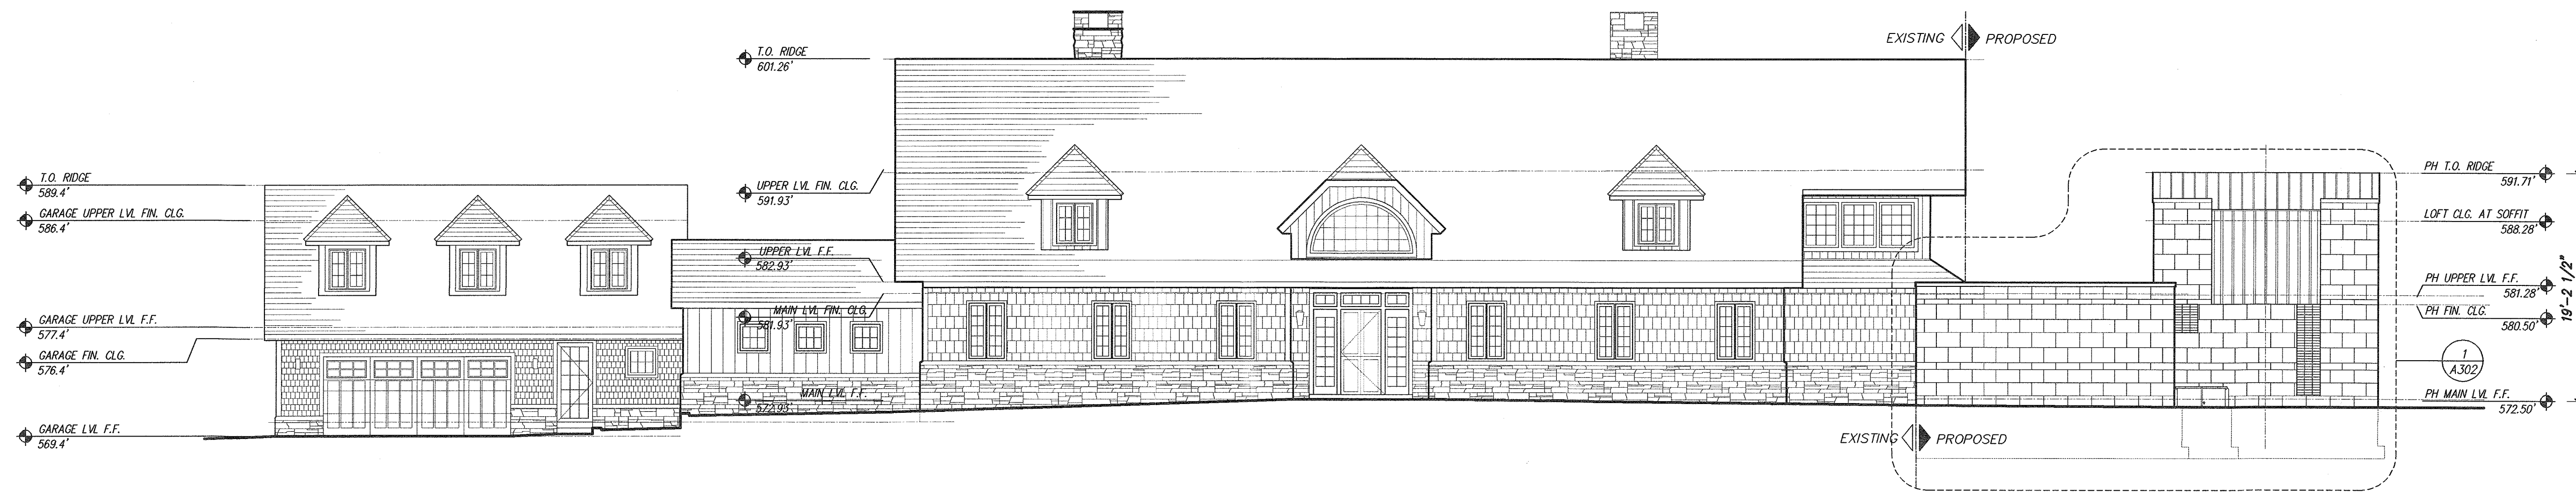 T.O. RIDGE
589.4'
GARAGE UPPER LVL FIN. CLG.
586.4'
GARAGE UPPER LVL F.F.
577.4'
GARAGE FIN. CLG.
576.4'
GARAGE LVL F.F.
569.4'
T.O. RIDGE
601.26'
UPPER LVL FIN. CLG.
591.93'
UPPER LVL F.F.
582.93'
MAIN LVL FIN. CLG.
581.93'
MAIN LVL F.F.
572.93'
EXISTING PROPOSED
EXISTING PROPOSED
PH T.O. RIDGE
591.71'
LOFT CLG. AT SOFFIT
588.28'
PH UPPER LVL F.F.
581.28'
PH FIN. CLG.
580.50'
1
A302
PH MAIN LVL F.F.
572.50'
19'-2 1/2"